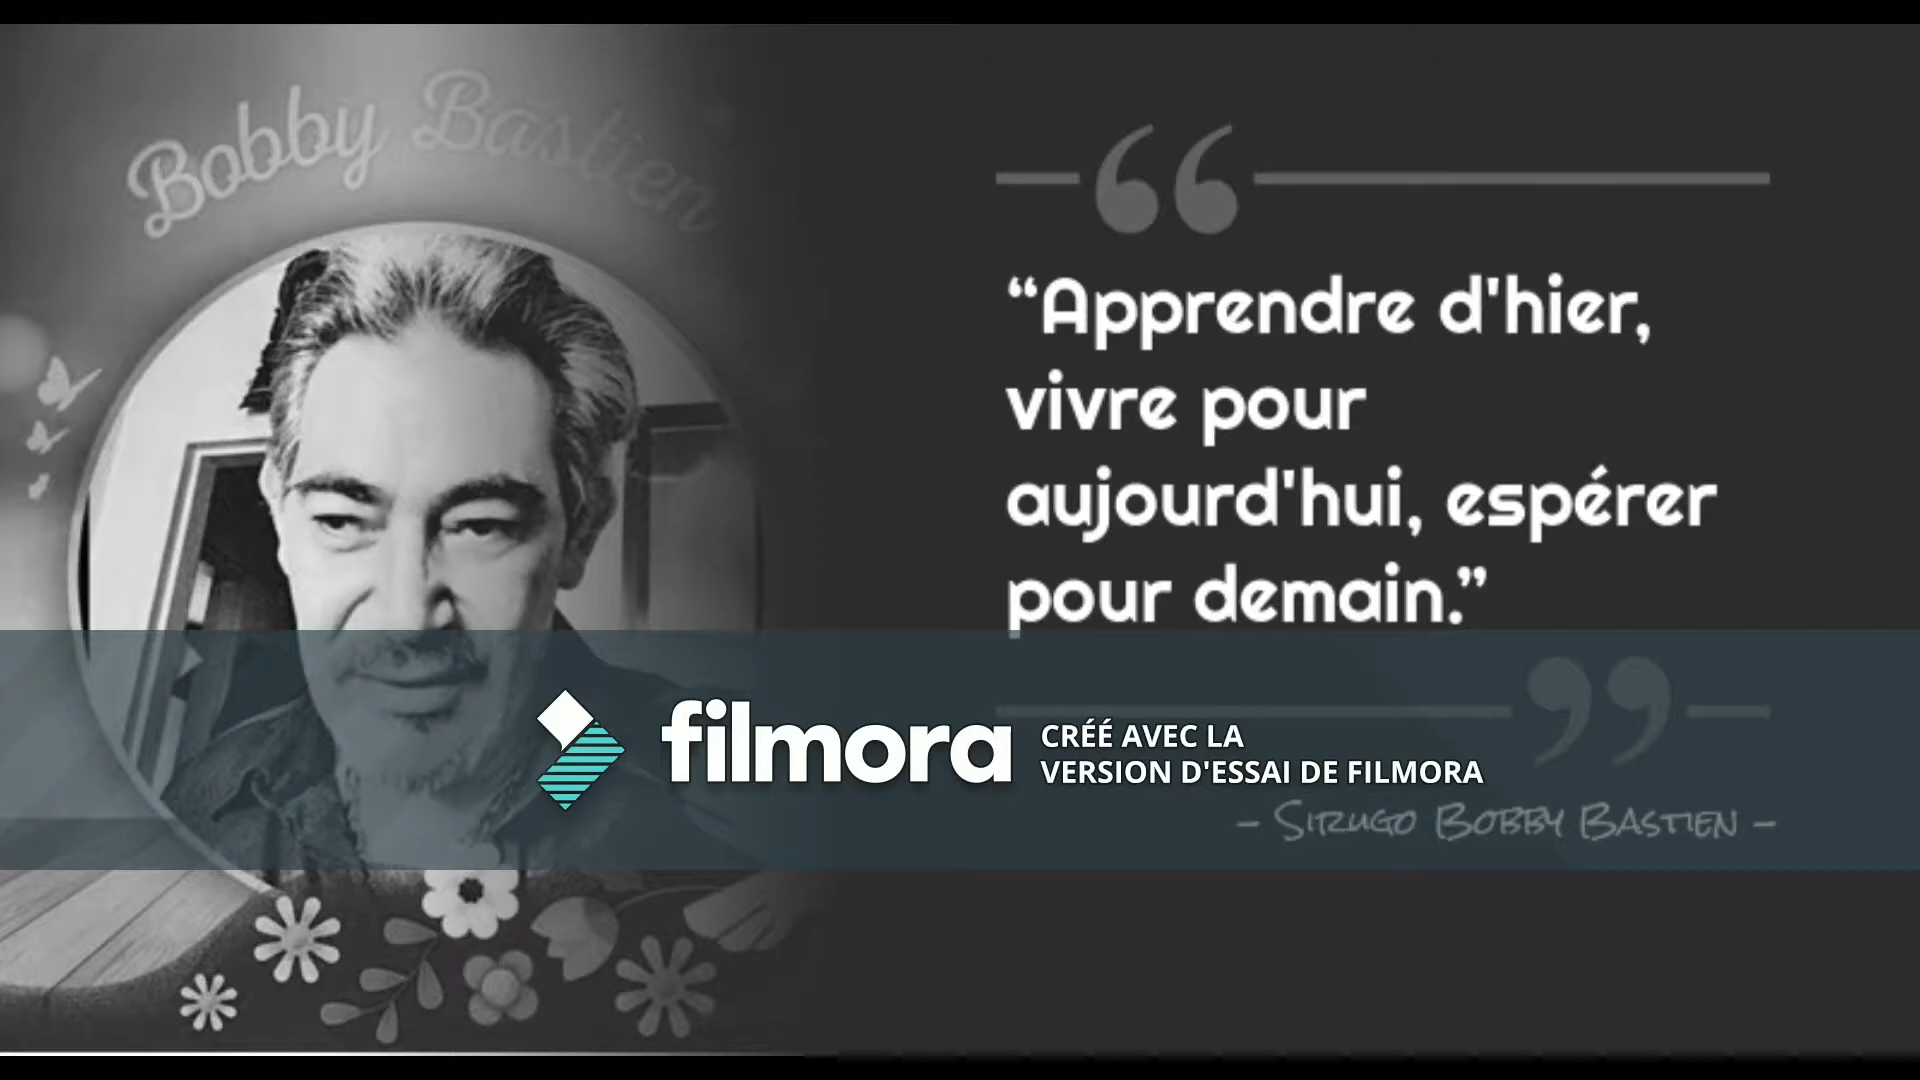 Bobby Bastien
“Apprendre d'hier,
vivre pour
aujourd'hui, espérer
pour demain.”
filmora
CRÉÉ AVEC LA
VERSION D'ESSAI DE FILMORA
– Sirugo Bobby Bastien –